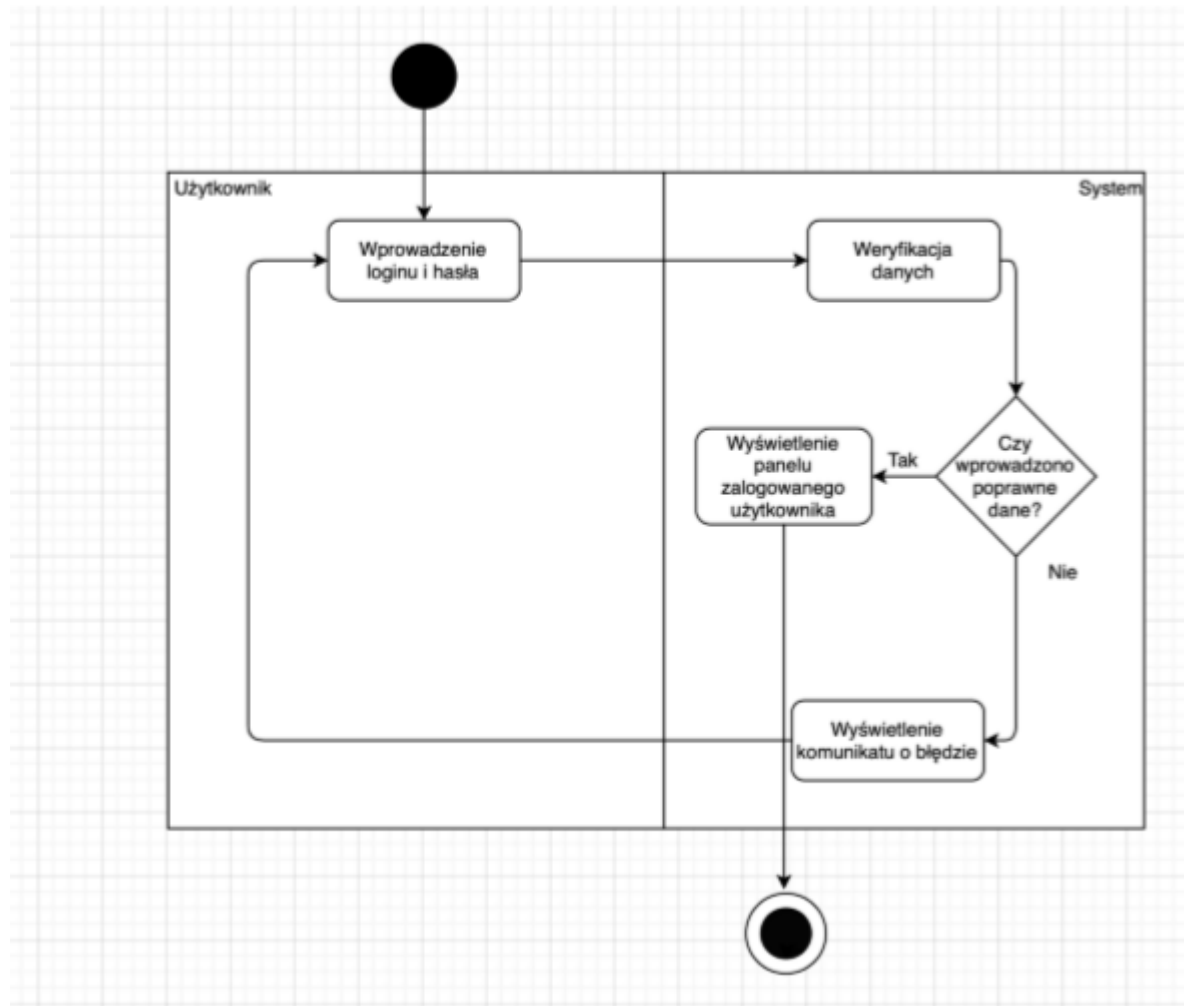 Użytkownik
System
Wprowadzenie
loginu i hasła
Weryfikacja
danych
Czy
wprowadzono
poprawne
dane?
Tak
Wyświetlenie
panelu
zalogowanego
użytkownika
Nie
Wyświetlenie
komunikatu o błędzie